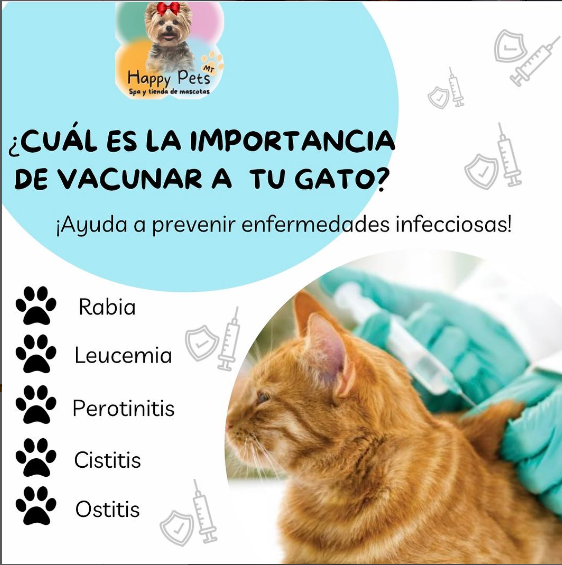 Happy Pets MT
Spa y tienda de mascotas
¿CUÁL ES LA IMPORTANCIA
DE VACUNAR A TU GATO?
¡Ayuda a prevenir enfermedades infecciosas!
Rabia
Leucemia
Perotinitis
Cistitis
Ostitis